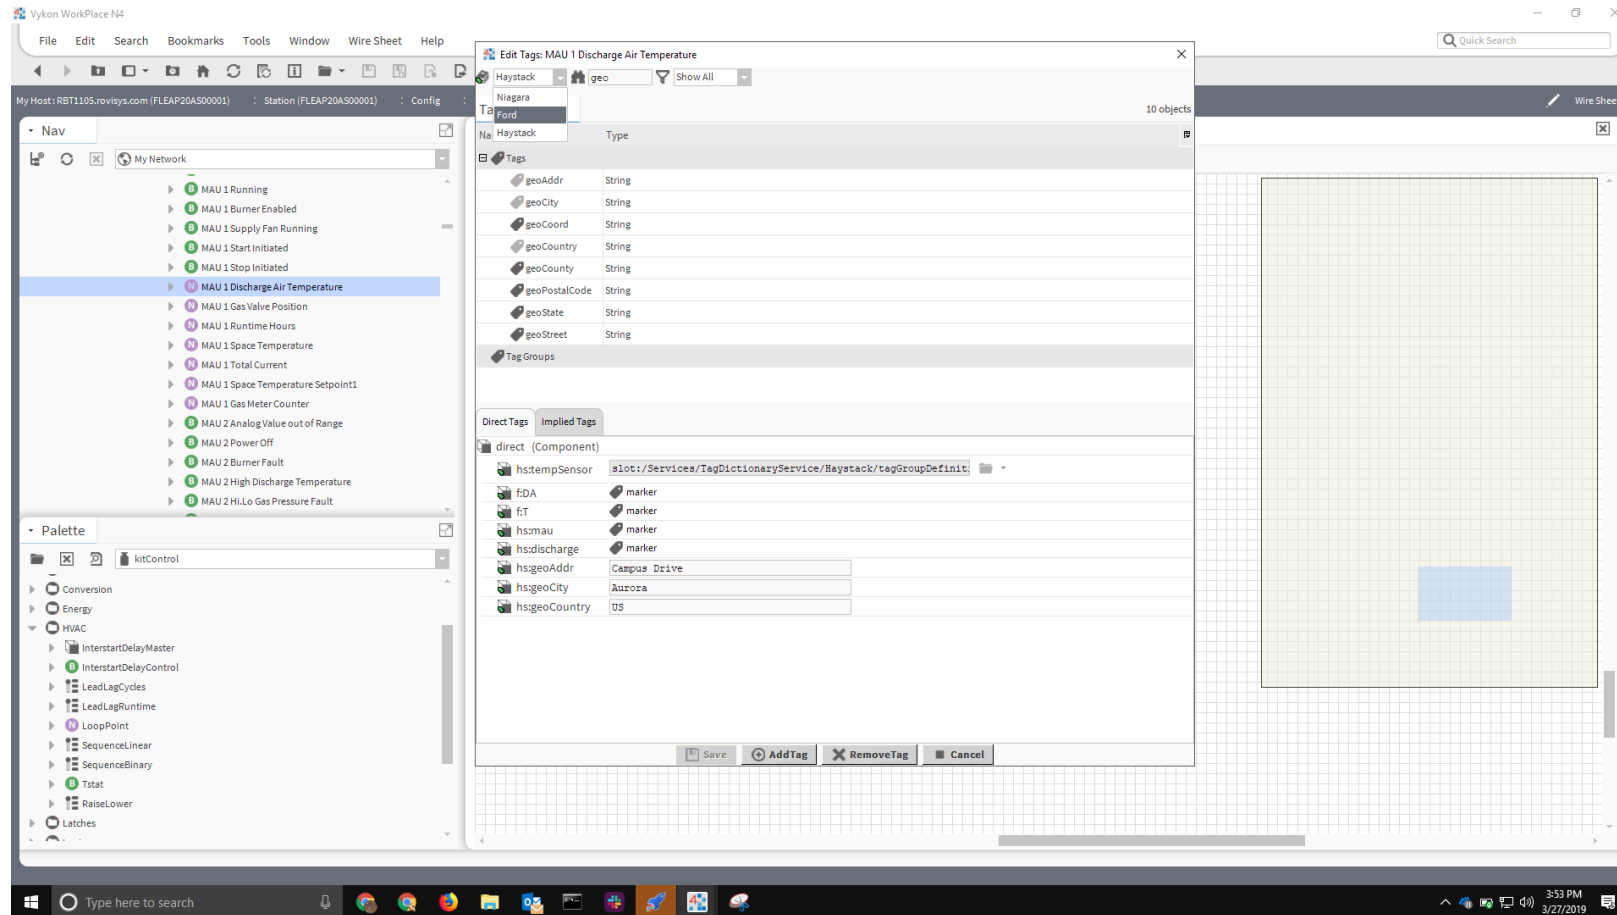 Vykon WorkPlace N4
File Edit Search Bookmarks Tools Window Wire Sheet Help
Quick Search
My Host : RBT1105.rovisys.com (FLEAP20AS00001) : Station (FLEAP20AS00001) : Config :
Wire Shee
Nav
My Network
MAU 1 Running
MAU 1 Burner Enabled
MAU 1 Supply Fan Running
MAU 1 Start Initiated
MAU 1 Stop Initiated
MAU 1 Discharge Air Temperature
MAU 1 Gas Valve Position
MAU 1 Runtime Hours
MAU 1 Space Temperature
MAU 1 Total Current
MAU 1 Space Temperature Setpoint1
MAU 1 Gas Meter Counter
MAU 2 Analog Value out of Range
MAU 2 Power Off
MAU 2 Burner Fault
MAU 2 High Discharge Temperature
MAU 2 Hi.Lo Gas Pressure Fault
Palette
kitControl
Conversion
Energy
HVAC
InterstartDelayMaster
InterstartDelayControl
LeadLagCycles
LeadLagRuntime
LoopPoint
SequenceLinear
SequenceBinary
Tstat
RaiseLower
Latches
Edit Tags: MAU 1 Discharge Air Temperature
Haystack geo Show All
Niagara
Ford
Haystack
Ta
10 objects
Na Type
Tags
geoAddr String
geoCity String
geoCoord String
geoCountry String
geoCounty String
geoPostalCode String
geoState String
geoStreet String
Tag Groups
Direct Tags Implied Tags
direct (Component)
hs:tempSensor slot:/Services/TagDictionaryService/Haystack/tagGroupDefiniti
f:DA marker
f:T marker
hs:mau marker
hs:discharge marker
hs:geoAddr Campus Drive
hs:geoCity Aurora
hs:geoCountry US
Save AddTag RemoveTag Cancel
Type here to search
3:53 PM
3/27/2019